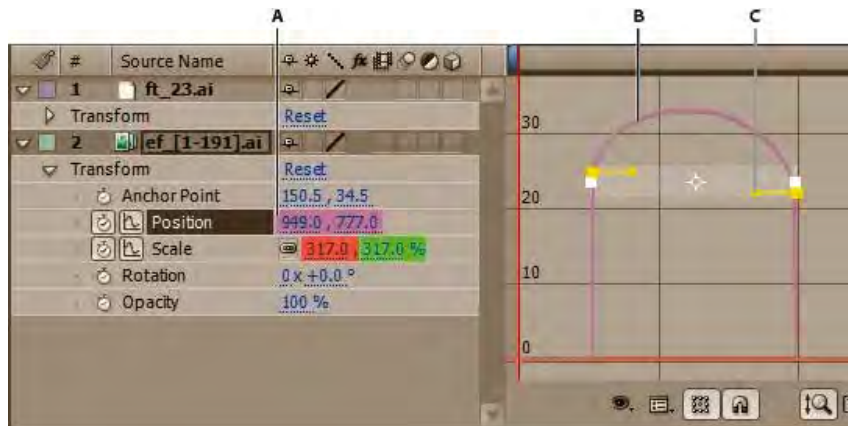 A B C
# Source Name fx
1 ft_23.ai
Transform Reset
2 ef_[1-191].ai
Transform Reset
Anchor Point 150.5 , 34.5
Position 949.0 , 777.0
Scale 317.0 , 317.0 %
Rotation 0 x +0.0 °
Opacity 100 %
30
20
10
0